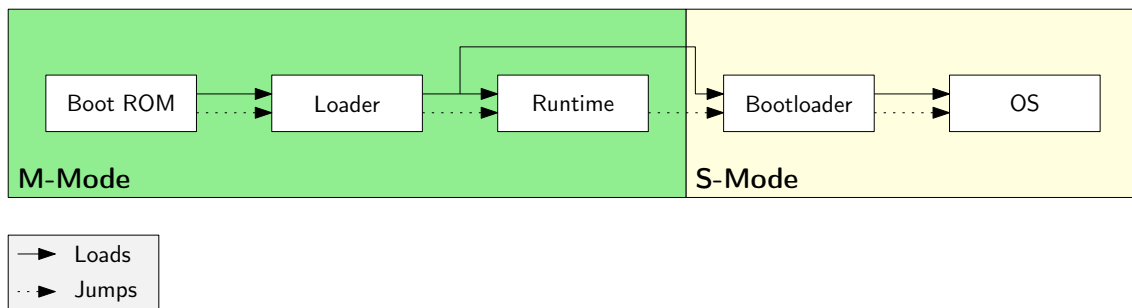 Boot ROM
Loader
Runtime
Bootloader
OS
M-Mode
S-Mode
Loads
Jumps